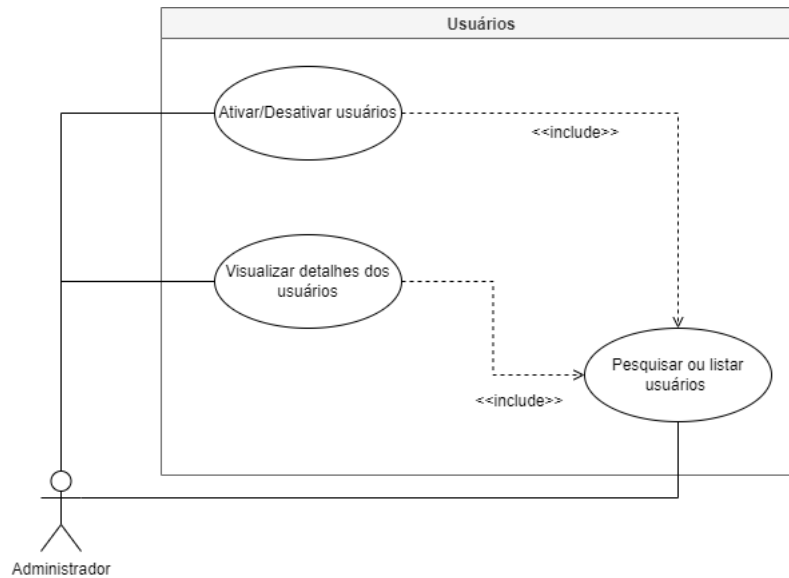 Usuários
Ativar/Desativar usuários
<<include>>
Visualizar detalhes dos
usuários
Pesquisar ou listar
usuários
<<include>>
Administrador